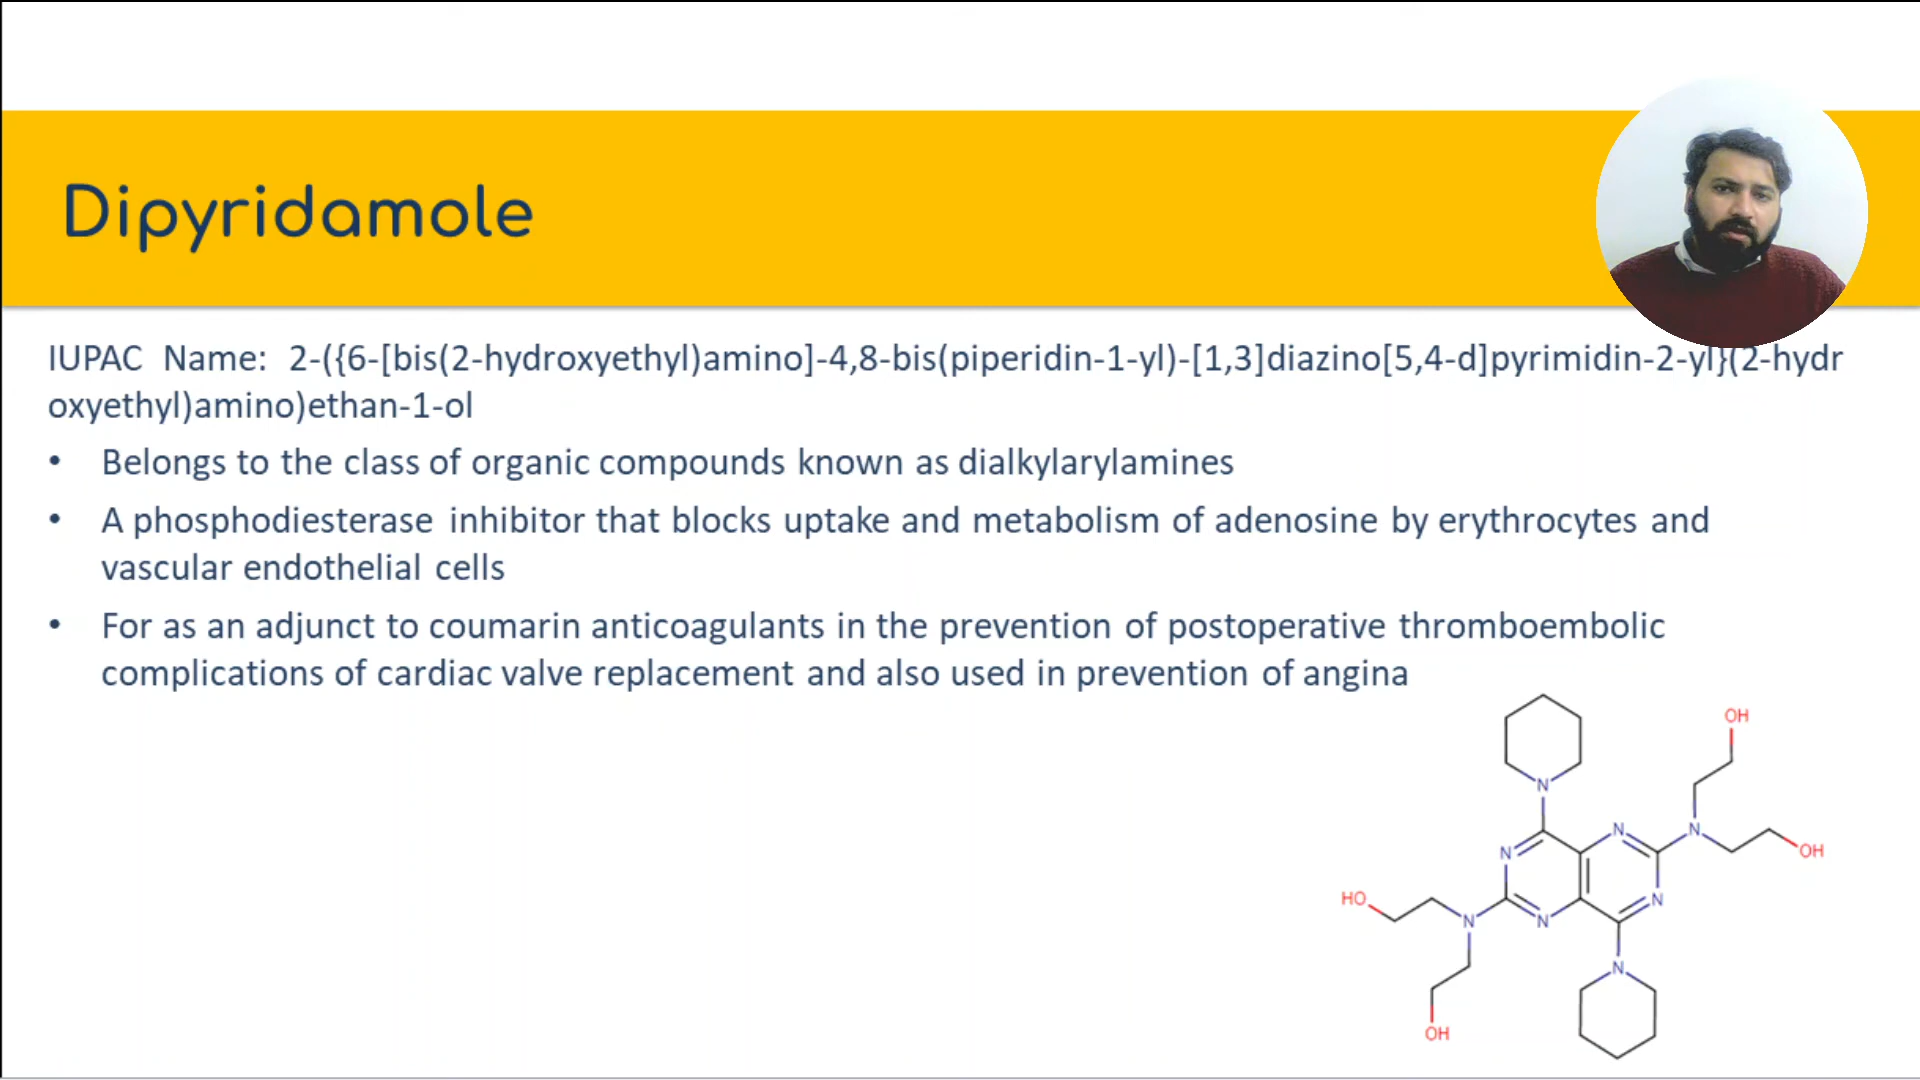 Dipyridamole
IUPAC Name: 2-({6-[bis(2-hydroxyethyl)amino]-4,8-bis(piperidin-1-yl)-[1,3]diazino[5,4-d]pyrimidin-2-yl}(2-hydr
oxyethyl)amino)ethan-1-ol
• Belongs to the class of organic compounds known as dialkylarylamines
• A phosphodiesterase inhibitor that blocks uptake and metabolism of adenosine by erythrocytes and
vascular endothelial cells
• For as an adjunct to coumarin anticoagulants in the prevention of postoperative thromboembolic
complications of cardiac valve replacement and also used in prevention of angina
OH
N
N
N
OH
N
HO
N
N
N
N
OH